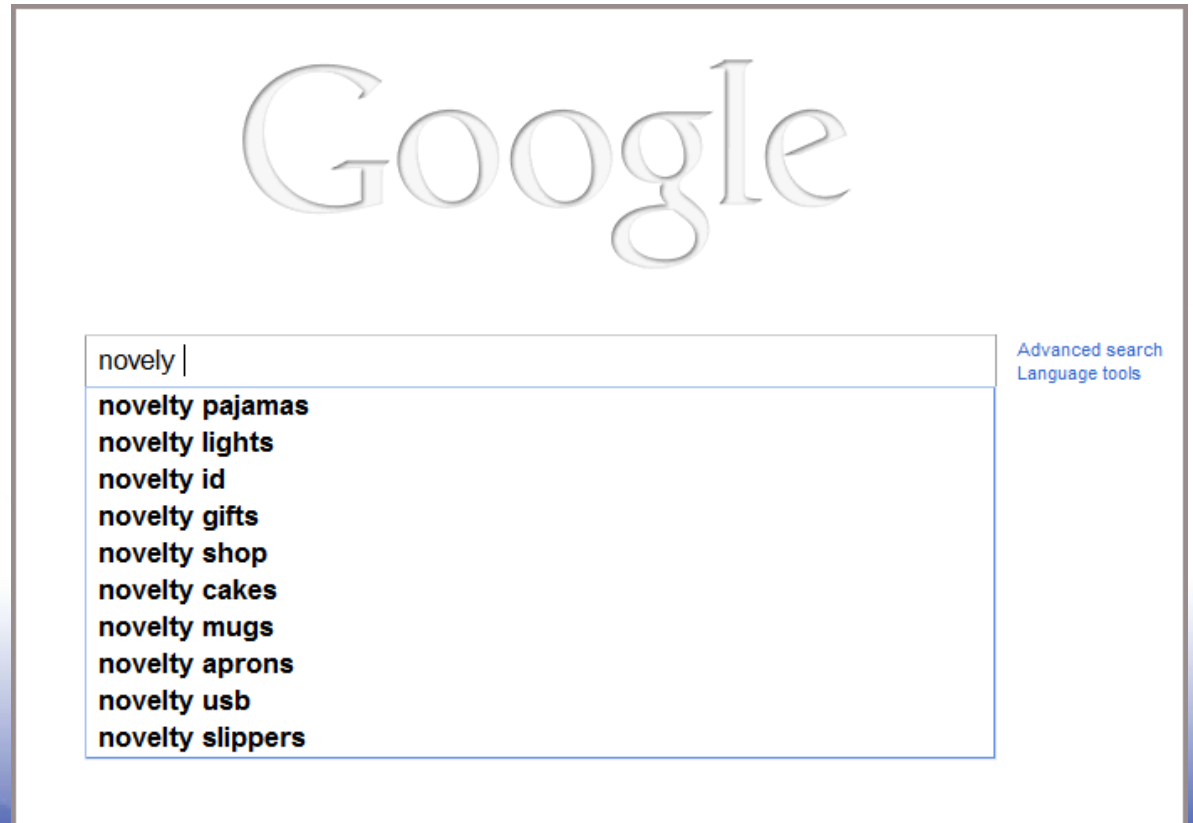 Google
novely
Advanced search
Language tools
novelty pajamas
novelty lights
novelty id
novelty gifts
novelty shop
novelty cakes
novelty mugs
novelty aprons
novelty usb
novelty slippers